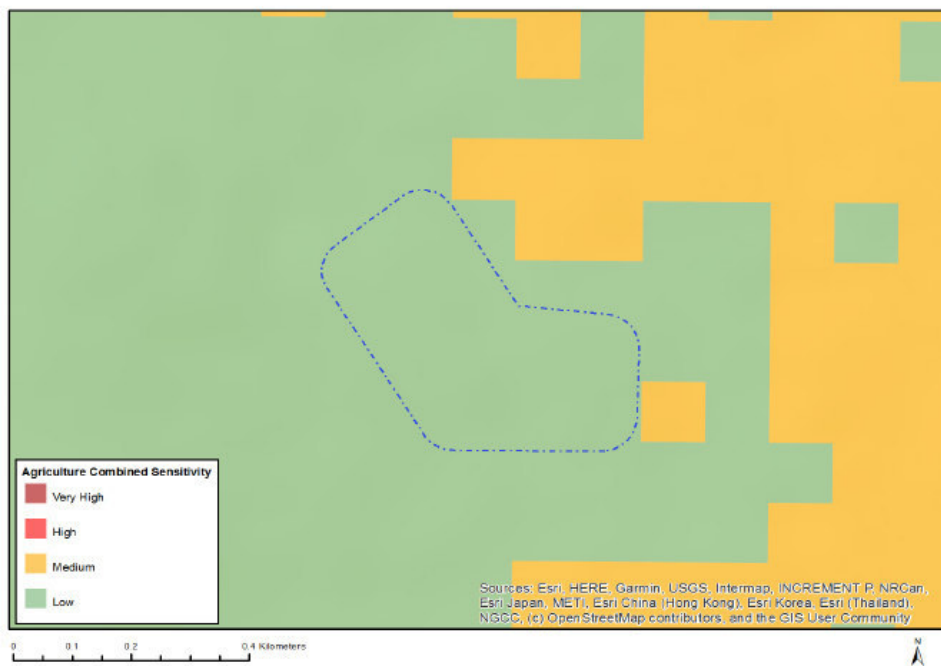 Agriculture Combined Sensitivity
Very High
High
Medium
Low
Sources: Esri, HERE, Garmin, USGS, Intermap, INCREMENT P, NRCan,
Esri Japan, METI, Esri China (Hong Kong), Esri Korea, Esri (Thailand),
NGCC, (c) OpenStreetMap contributors, and the GIS User Community
0 0.1 0.2 0.4 Kilometers
N